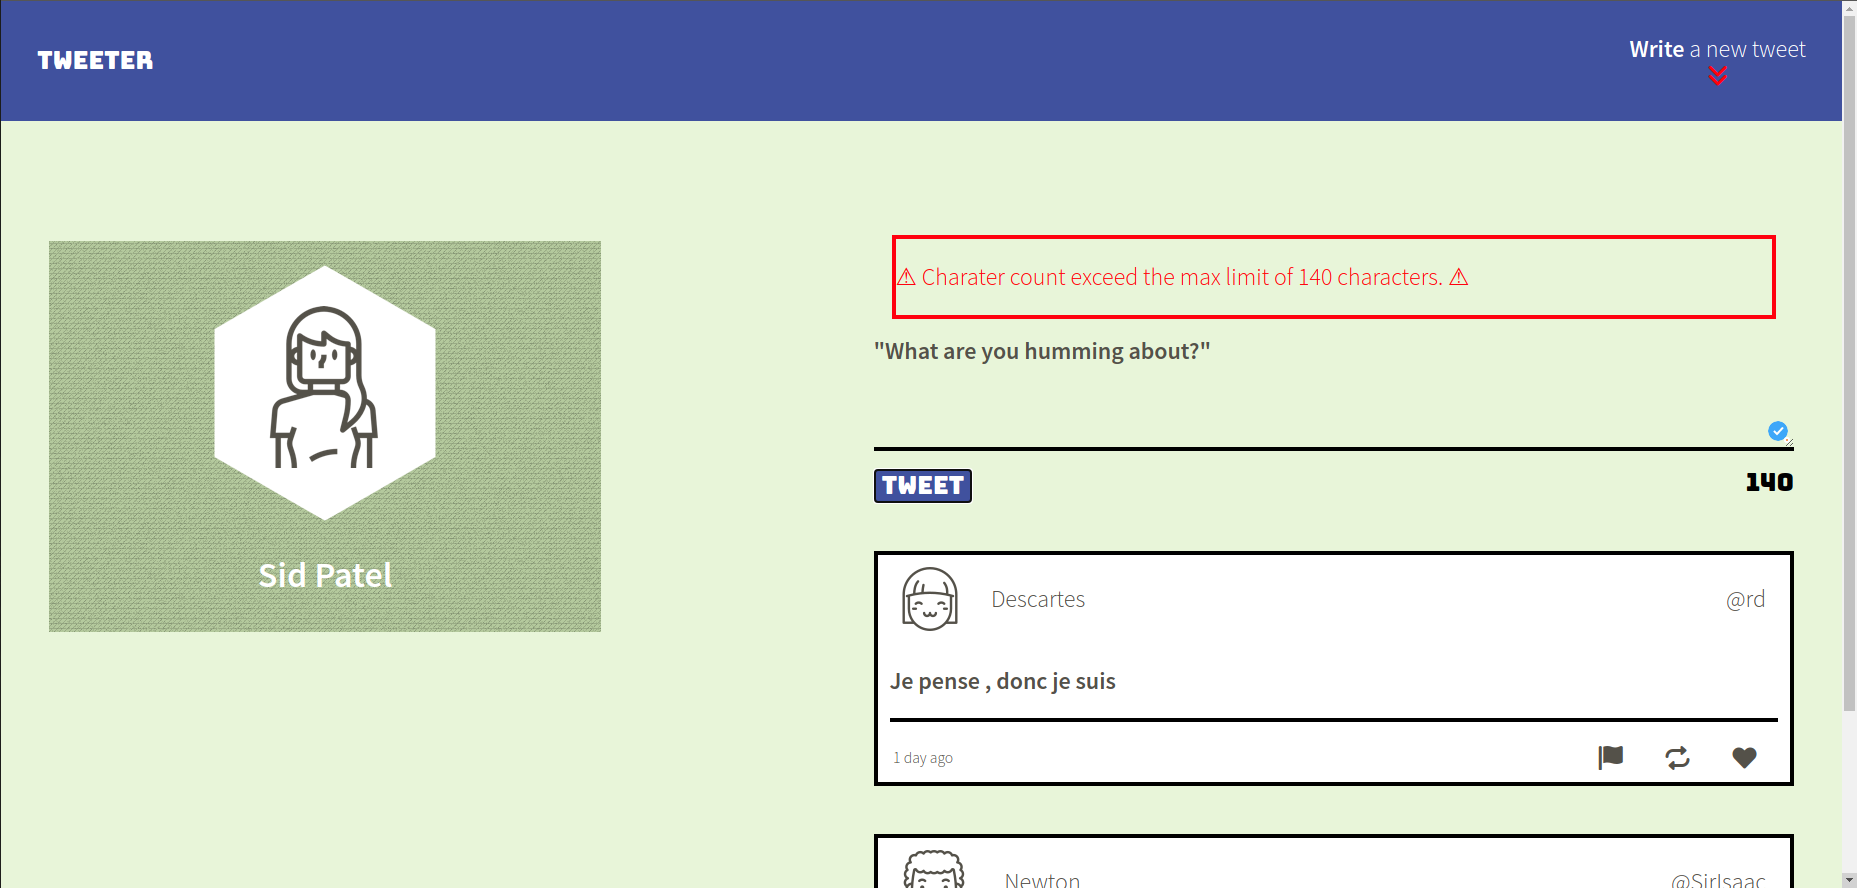 TWEETER
Write a new tweet
Sid Patel
⚠ Charater count exceed the max limit of 140 characters. ⚠
"What are you humming about?"
TWEET
140
Descartes
@rd
Je pense , donc je suis
1 day ago
Newton
@SirIsaac